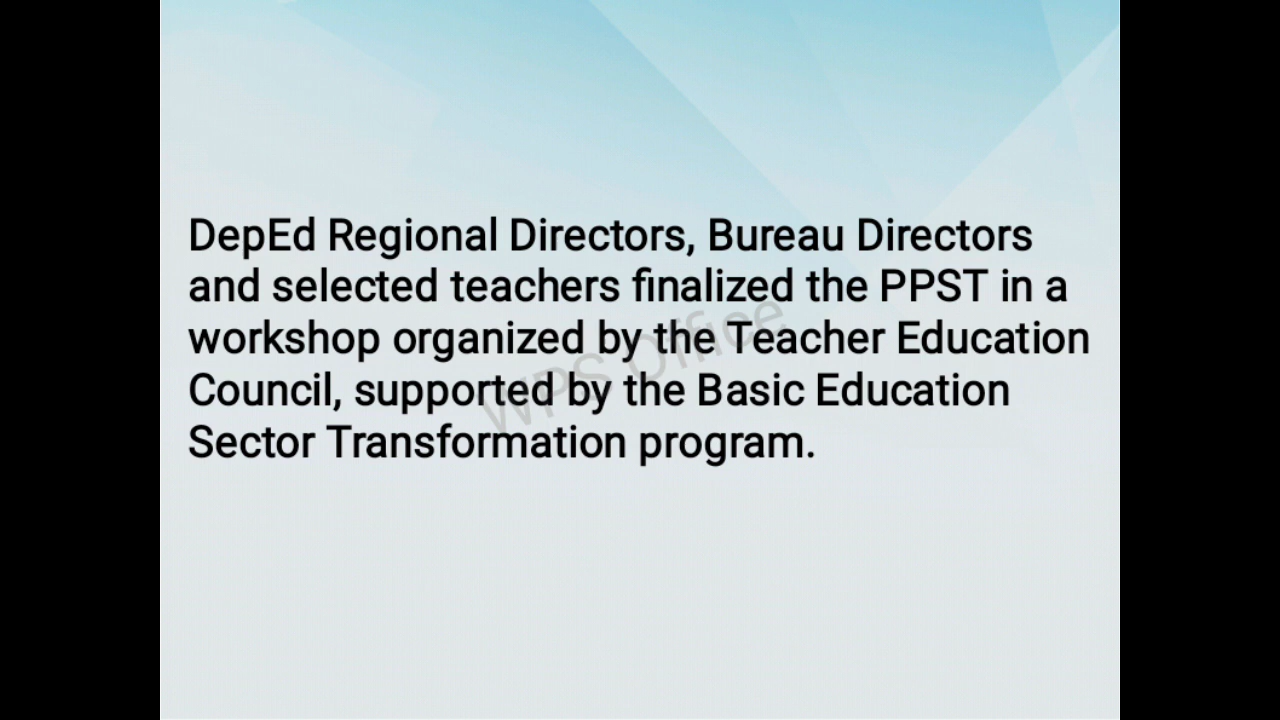 DepEd Regional Directors, Bureau Directors
and selected teachers finalized the PPST in a
workshop organized by the Teacher Education
Council, supported by the Basic Education
Sector Transformation program.
WPS Office